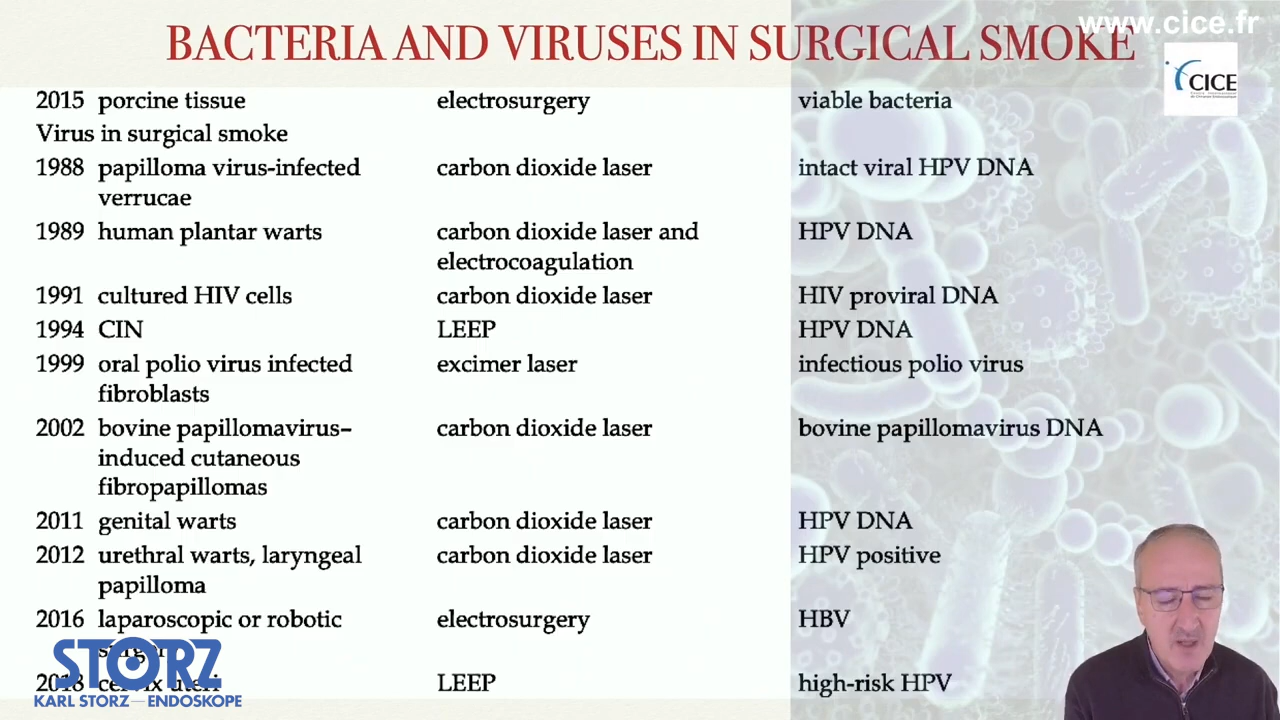 www.cice.fr
BACTERIA AND VIRUSES IN SURGICAL SMOKE
CICE
2015 porcine tissue electrosurgery viable bacteria
Virus in surgical smoke
1988 papilloma virus-infected carbon dioxide laser intact viral HPV DNA
verrucae
1989 human plantar warts carbon dioxide laser and HPV DNA
electrocoagulation
1991 cultured HIV cells carbon dioxide laser HIV proviral DNA
1994 CIN LEEP HPV DNA
1999 oral polio virus infected excimer laser infectious polio virus
fibroblasts
2002 bovine papillomavirus– carbon dioxide laser bovine papillomavirus DNA
induced cutaneous
fibropapillomas
2011 genital warts carbon dioxide laser HPV DNA
2012 urethral warts, laryngeal carbon dioxide laser HPV positive
papilloma
2016 laparoscopic or robotic electrosurgery HBV
surgery
2018 cervix uteri LEEP high-risk HPV
STORZ
KARL STORZ—ENDOSKOPE